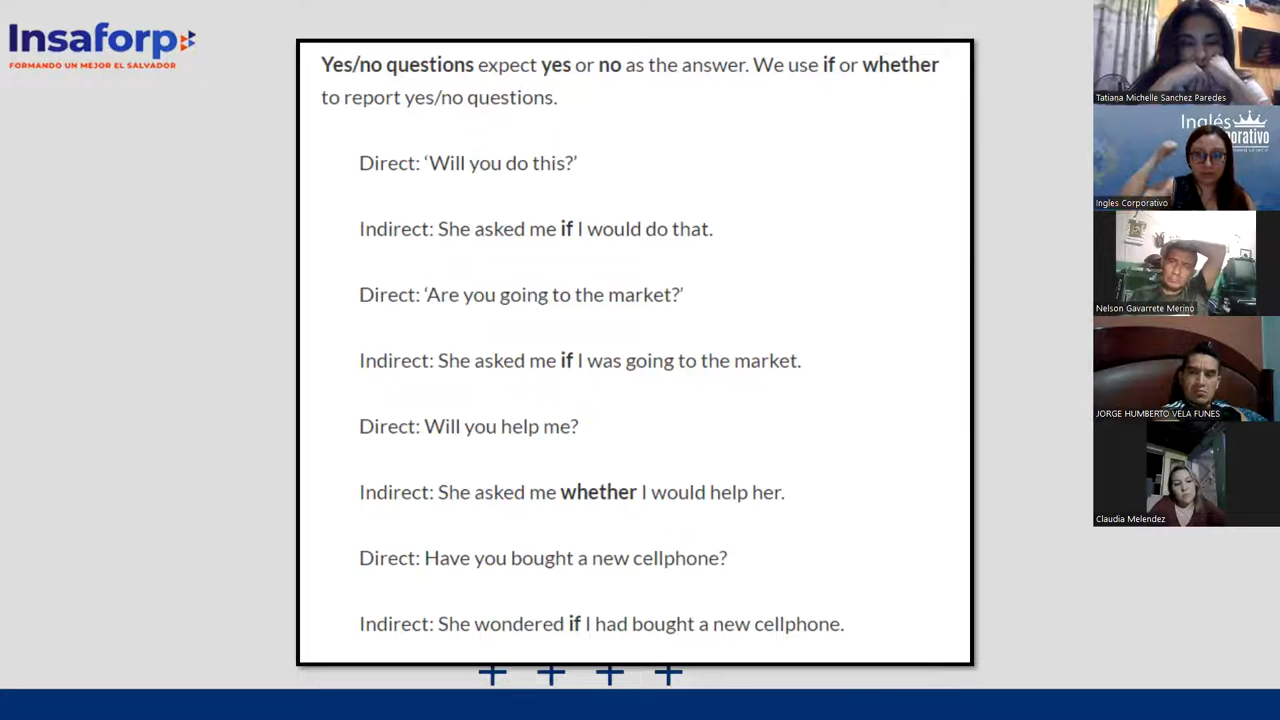 Insaforp
FORMANDO UN MEJOR EL SALVADOR
Yes/no questions expect yes or no as the answer. We use if or whether
to report yes/no questions.
Direct: ‘Will you do this?’
Indirect: She asked me if I would do that.
Direct: ‘Are you going to the market?’
Indirect: She asked me if I was going to the market.
Direct: Will you help me?
Indirect: She asked me whether I would help her.
Direct: Have you bought a new cellphone?
Indirect: She wondered if I had bought a new cellphone.
Tatiana Michelle Sanchez Paredes
Inglés
Ingles Corporativo
Nelson Gavarrete Merino
JORGE HUMBERTO VELA FUNES
Claudia Melendez